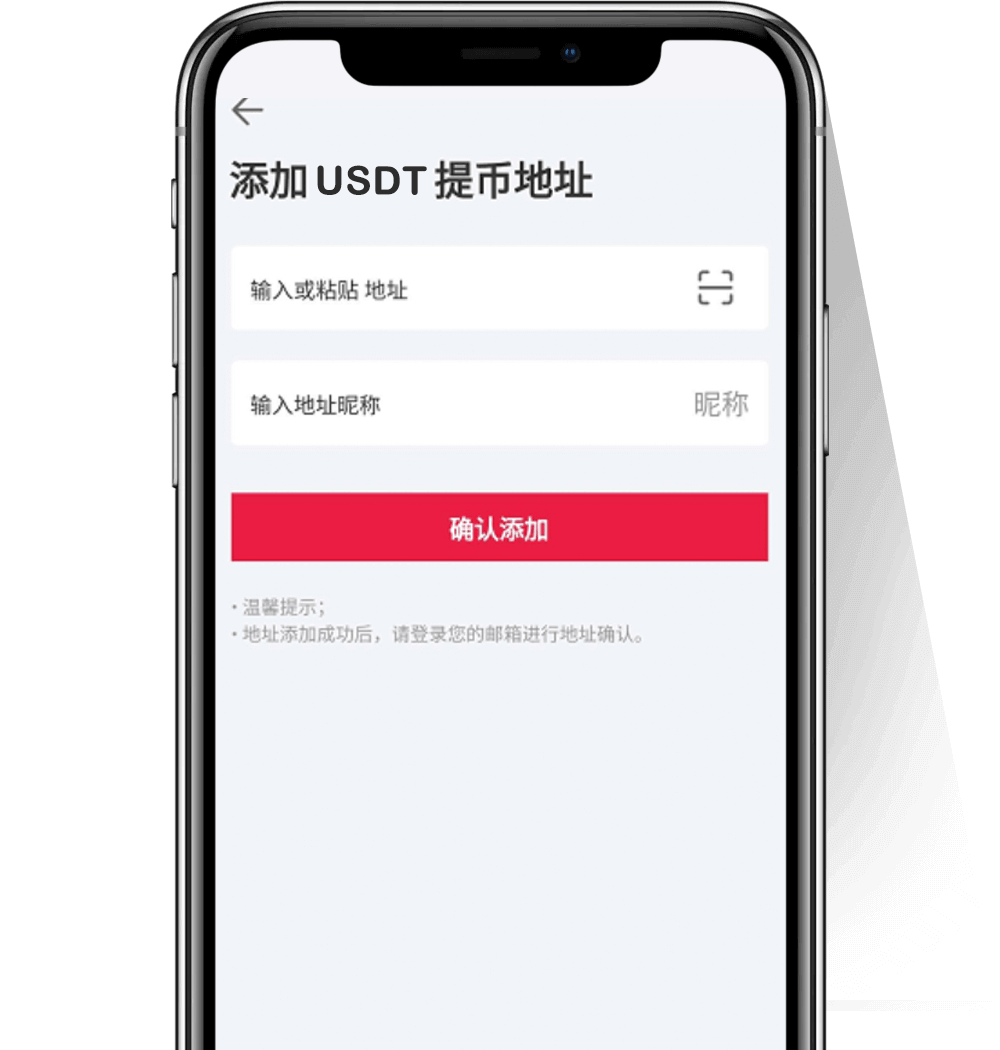 添加 USDT 提币地址
输入或粘贴 地址
输入地址昵称 昵称
确认添加
• 温馨提示；
• 地址添加成功后，请登录您的邮箱进行地址确认。